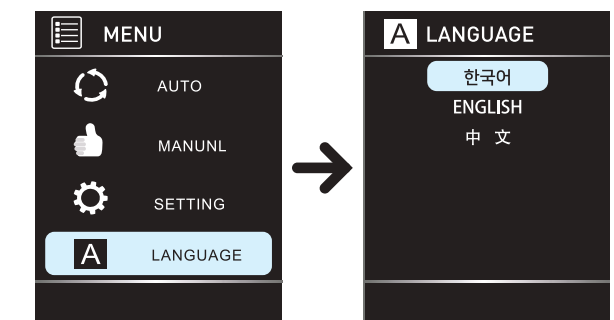 MENU
AUTO
MANUNL
SETTING
A LANGUAGE
A LANGUAGE
한국어
ENGLISH
中 文